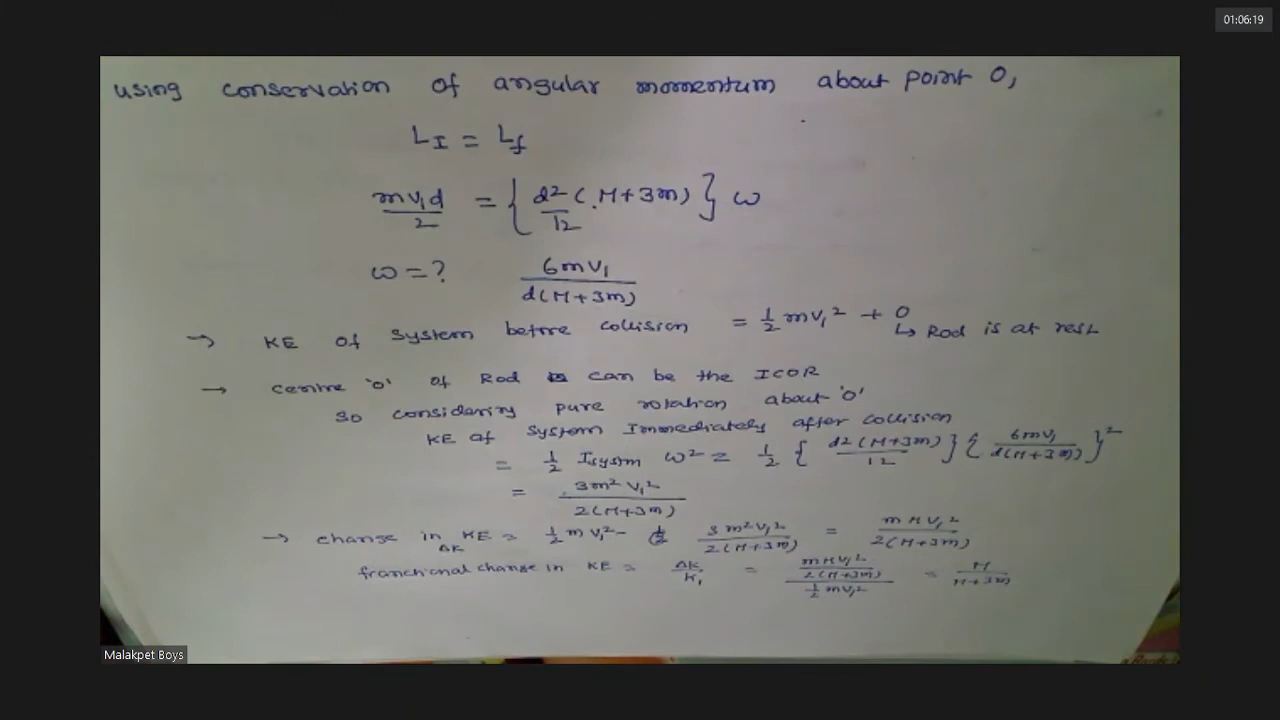 01:06:19
using conservation of angular momentum about point O,
L_I = L_f
mv₁d/2 = { d2/12 (M+3m) } ω
ω = ? 6mv₁/d(M+3m)
→ KE of system before collision = 1/2 mv₁² + 0
↳ Rod is at rest
→ centre 'o' of Rod can be the ICOR
so considering pure rotation about 'o'
KE of system immediately after collision
= 1/2 Isystm ω² = 1/2 { d2(M+3m)/12 } { 6mv₁/d(M+3m) }²
= 3m²v₁²/2(M+3m)
→ change in KE = 1/2 mv₁² - 3m²v₁²/2(M+3m) = mMv₁²/2(M+3m)
ΔK
franctional change in KE = ΔK/K₁ = mMv₁²/2(M+3m) / 1/2 mv₁² = M/M+3m
Malakpet Boys